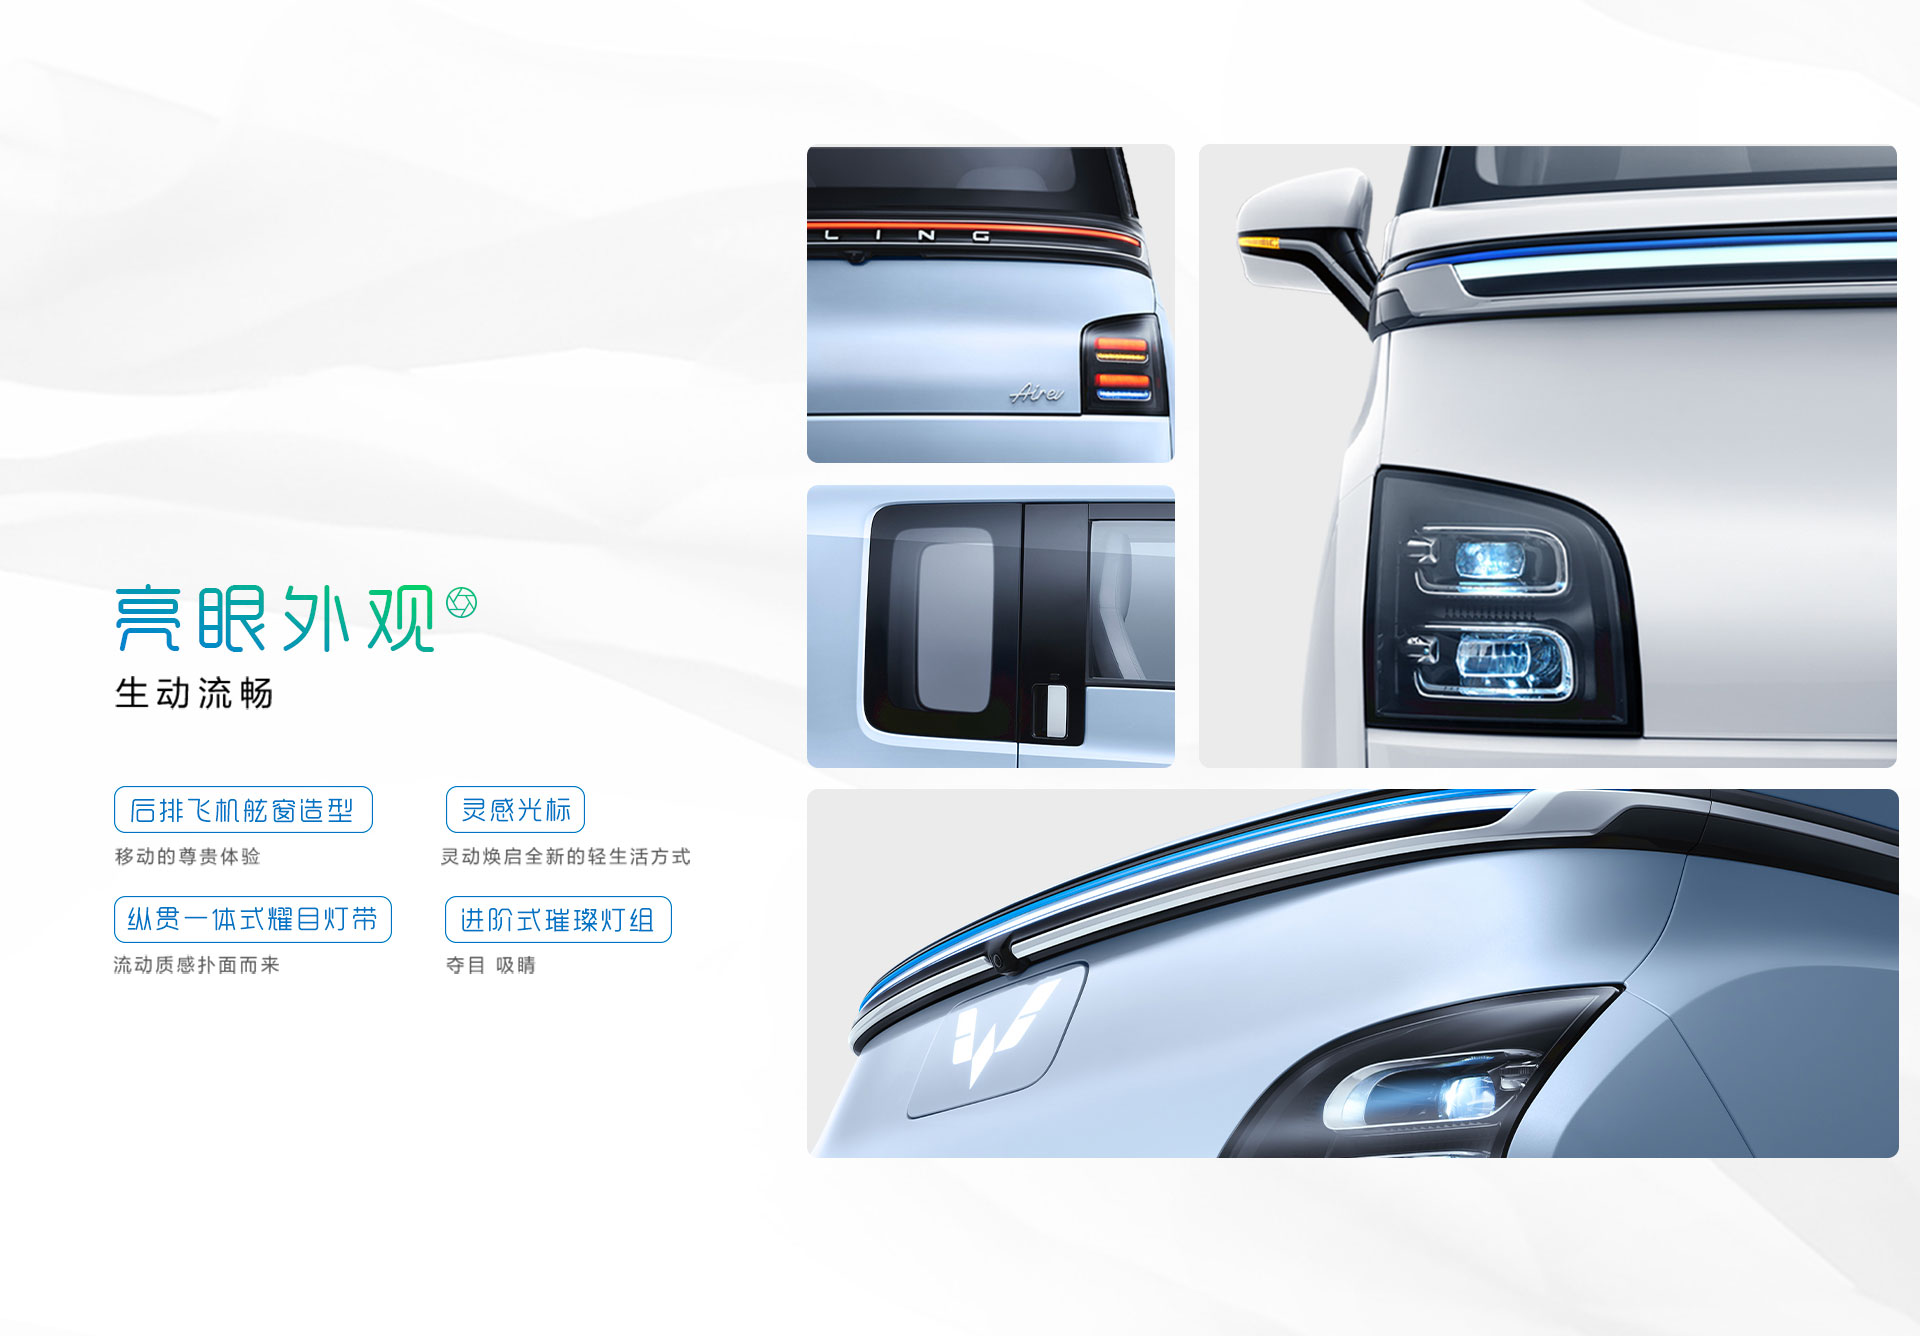 亮眼外观
生动流畅
后排飞机舷窗造型
移动的尊贵体验
灵感光标
灵动焕启全新的轻生活方式
纵贯一体式耀目灯带
流动质感扑面而来
进阶式璀璨灯组
夺目 吸睛
LING
Airev